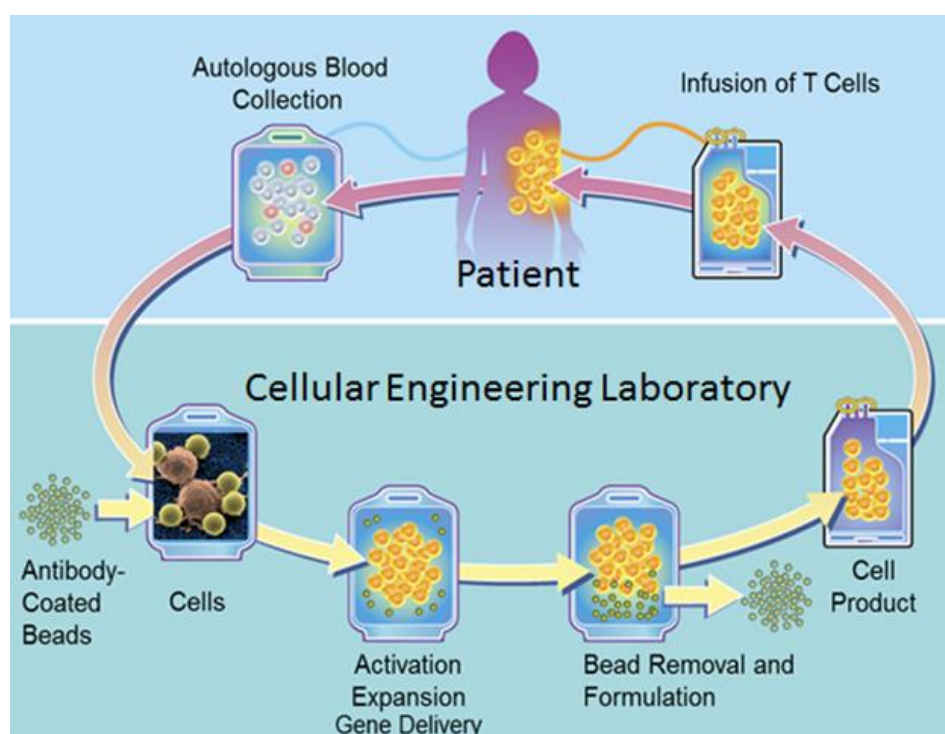 Autologous Blood
Collection
Infusion of T Cells
Patient
Cellular Engineering Laboratory
Antibody-
Coated
Beads
Cells
Activation
Expansion
Gene Delivery
Bead Removal and
Formulation
Cell
Product